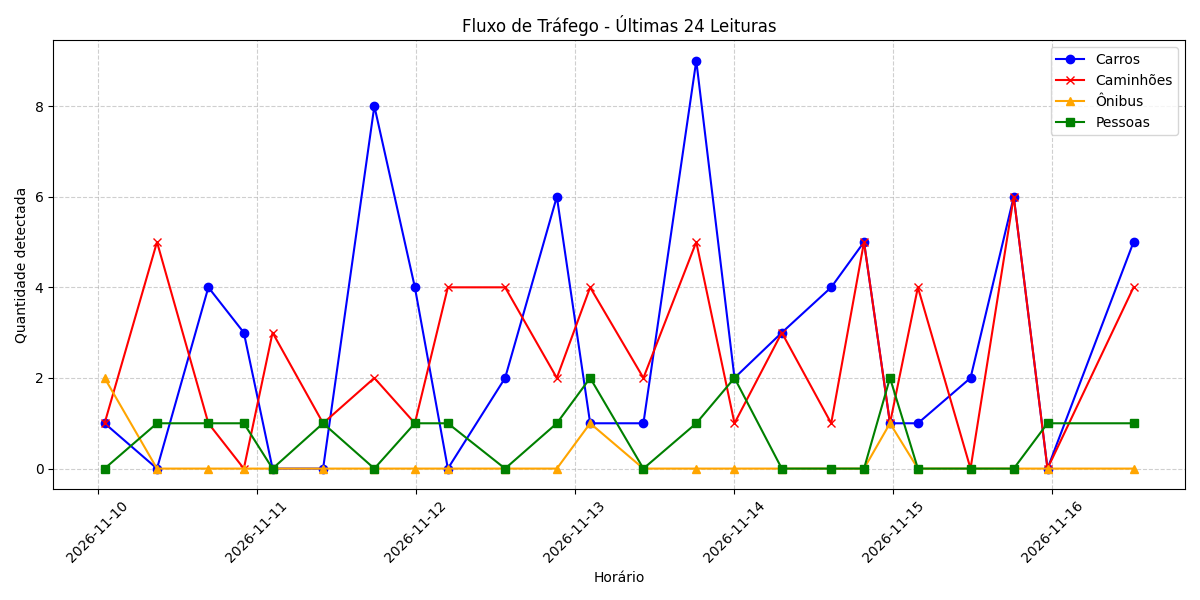 Fluxo de Tráfego - Últimas 24 Leituras
Carros
Caminhões
Ônibus
Pessoas
Quantidade detectada
8
6
4
2
0
2026-11-10
2026-11-11
2026-11-12
2026-11-13
2026-11-14
2026-11-15
2026-11-16
Horário